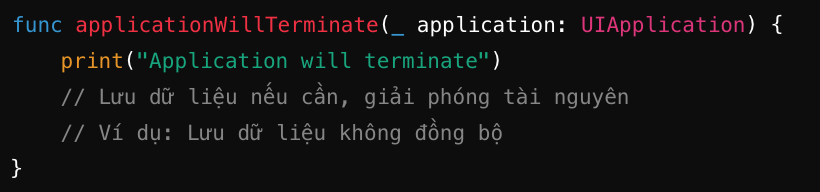 func applicationWillTerminate(_ application: UIApplication) {
    print("Application will terminate")
    // Lưu dữ liệu nếu cần, giải phóng tài nguyên
    // Ví dụ: Lưu dữ liệu không đồng bộ
}